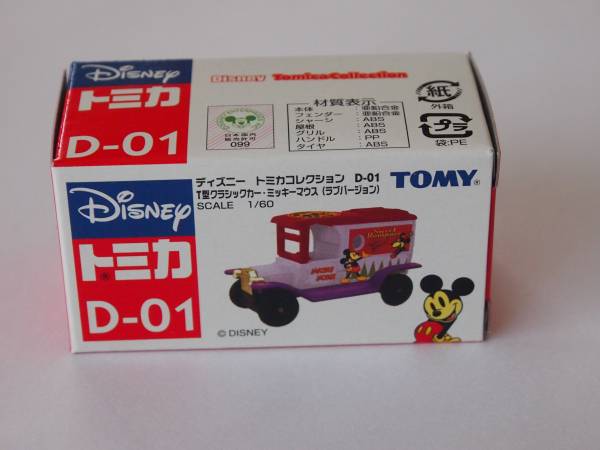 Disney
トミカ
D-01
Disney Tomica Collection
日本国内
販売許可
099
材質表示
本体 : 亜鉛合金
フェンダー : 亜鉛合金
シャーシ : ABS
屋根 : ABS
グリル : ABS
ハンドル : PP
タイヤ : ABS
紙
外箱
プラ
袋:PE
Disney
トミカ
D-01
ディズニー トミカコレクション D-01
T型クラシックカー・ミッキーマウス (ラブバージョン)
SCALE 1/60
TOMY
MICKEY
MOUSE
© DISNEY